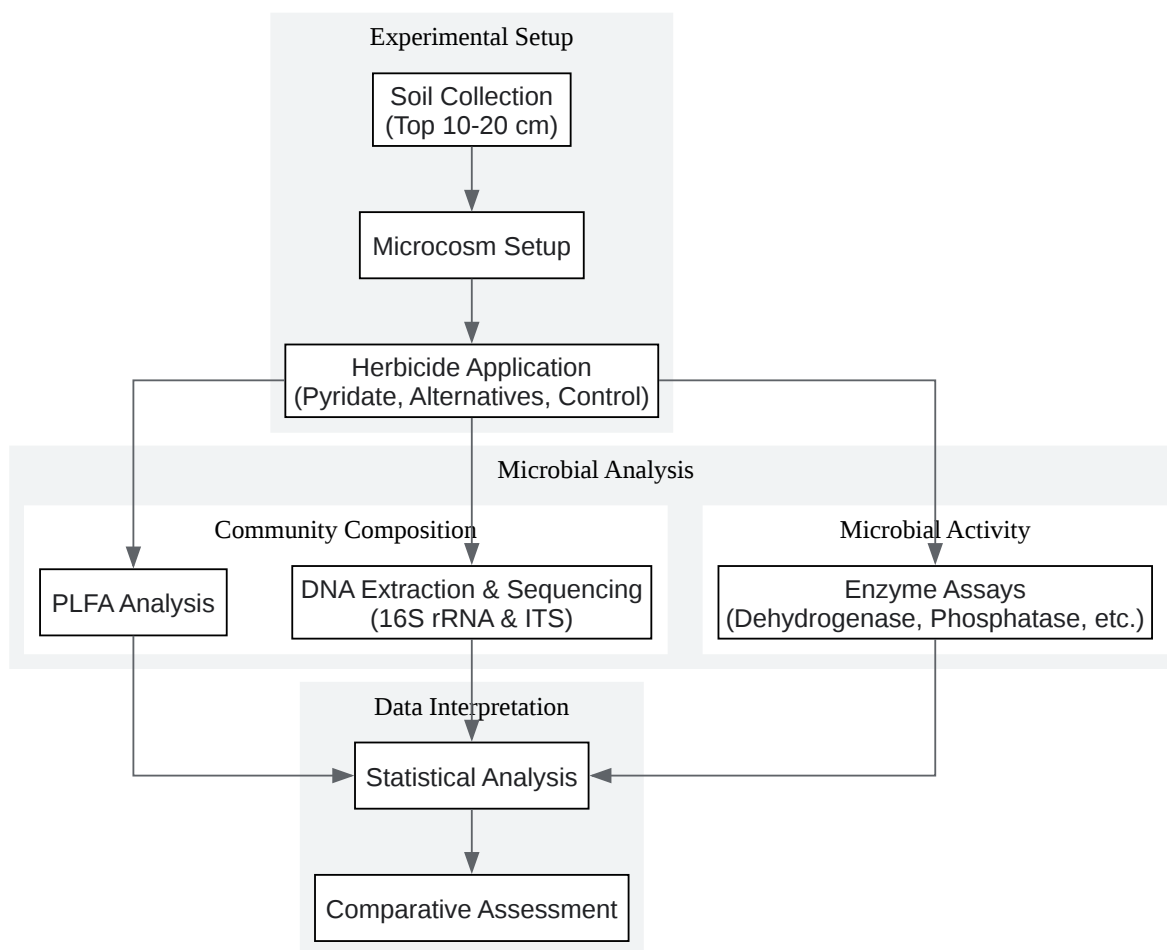 Experimental Setup
Soil Collection
(Top 10-20 cm)
Microcosm Setup
Herbicide Application
(Pyridate, Alternatives, Control)
Microbial Analysis
Community Composition
Microbial Activity
PLFA Analysis
DNA Extraction & Sequencing
(16S rRNA & ITS)
Enzyme Assays
(Dehydrogenase, Phosphatase, etc.)
Data Interpretation
Statistical Analysis
Comparative Assessment